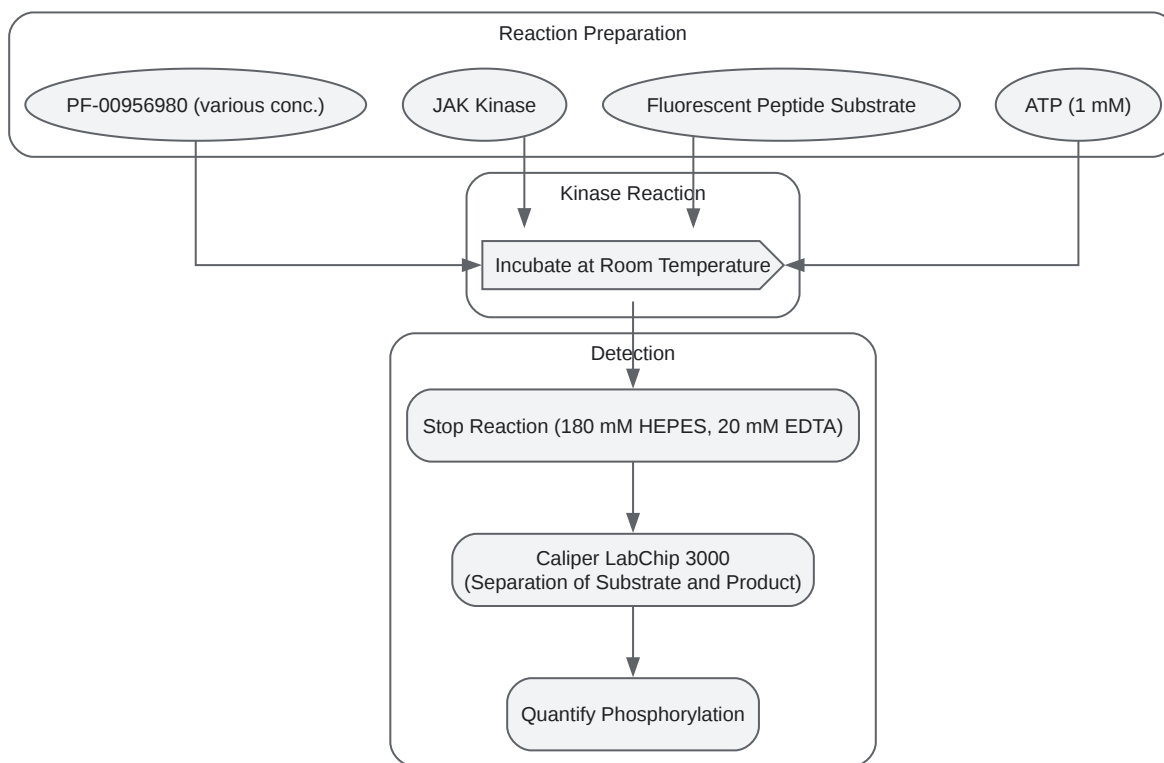 Reaction Preparation
PF-00956980 (various conc.)
JAK Kinase
Fluorescent Peptide Substrate
ATP (1 mM)
Kinase Reaction
Incubate at Room Temperature
Detection
Stop Reaction (180 mM HEPES, 20 mM EDTA)
Caliper LabChip 3000
(Separation of Substrate and Product)
Quantify Phosphorylation